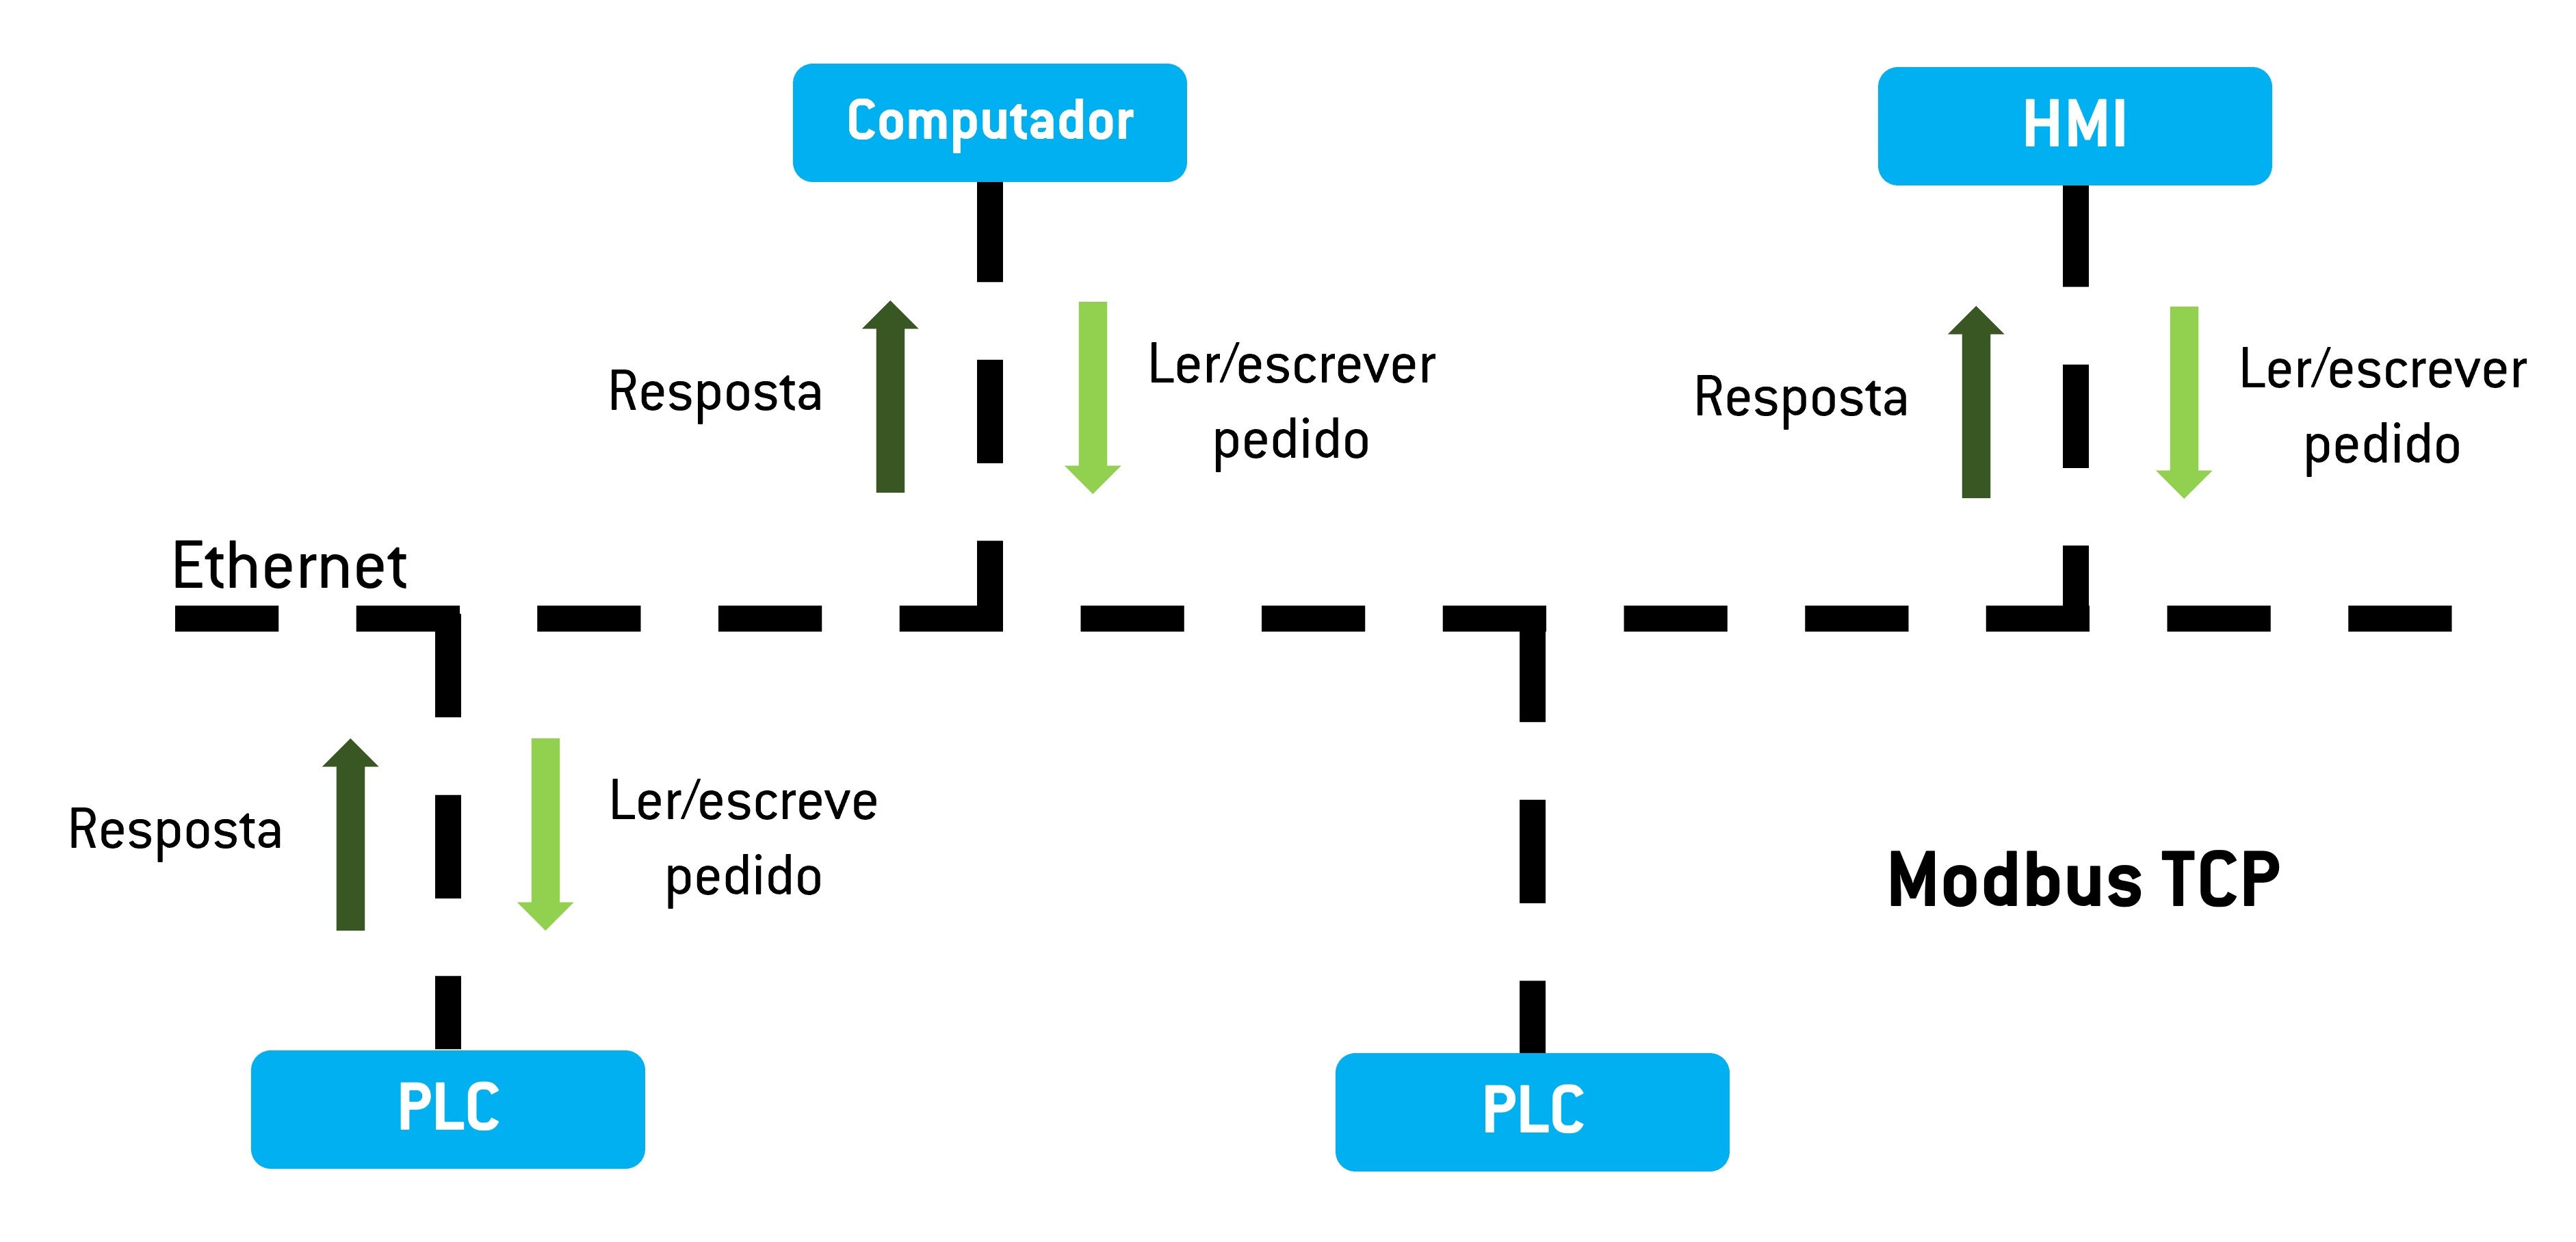 Computador
HMI
Resposta
Ler/escrever
pedido
Resposta
Ler/escrever
pedido
Ethernet
Resposta
Ler/escreve
pedido
Modbus TCP
PLC
PLC